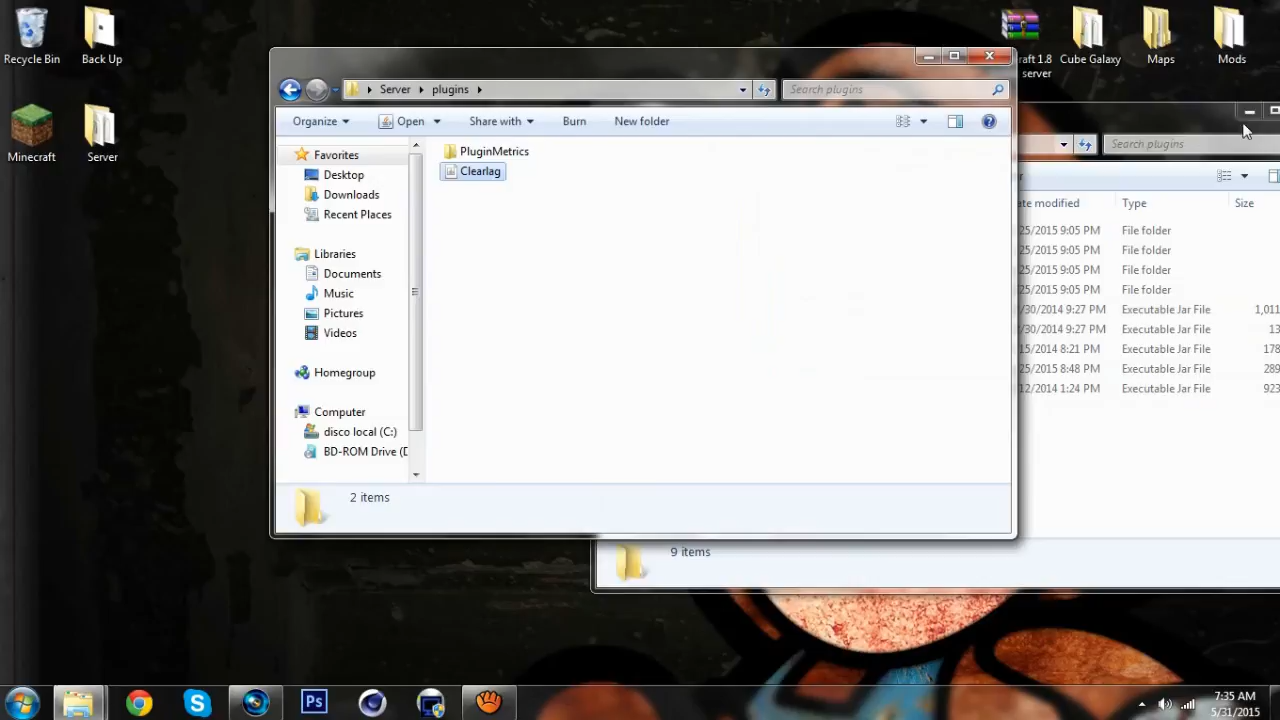 Recycle Bin
Back Up
Minecraft
Server
raft 1.8
server
Cube Galaxy
Maps
Mods
Server
plugins
Search plugins
Organize
Open
Share with
Burn
New folder
Favorites
Desktop
Downloads
Recent Places
Libraries
Documents
Music
Pictures
Videos
Homegroup
Computer
disco local (C:)
BD-ROM Drive (D
PluginMetrics
Clearlag
2 items
Search plugins
ate modified Type Size
25/2015 9:05 PM File folder
25/2015 9:05 PM File folder
25/2015 9:05 PM File folder
25/2015 9:05 PM File folder
/30/2014 9:27 PM Executable Jar File 1,011
/30/2014 9:27 PM Executable Jar File 13
15/2014 8:21 PM Executable Jar File 178
25/2015 8:48 PM Executable Jar File 289
12/2014 1:24 PM Executable Jar File 923
9 items
Ps
7:35 AM
5/31/2015